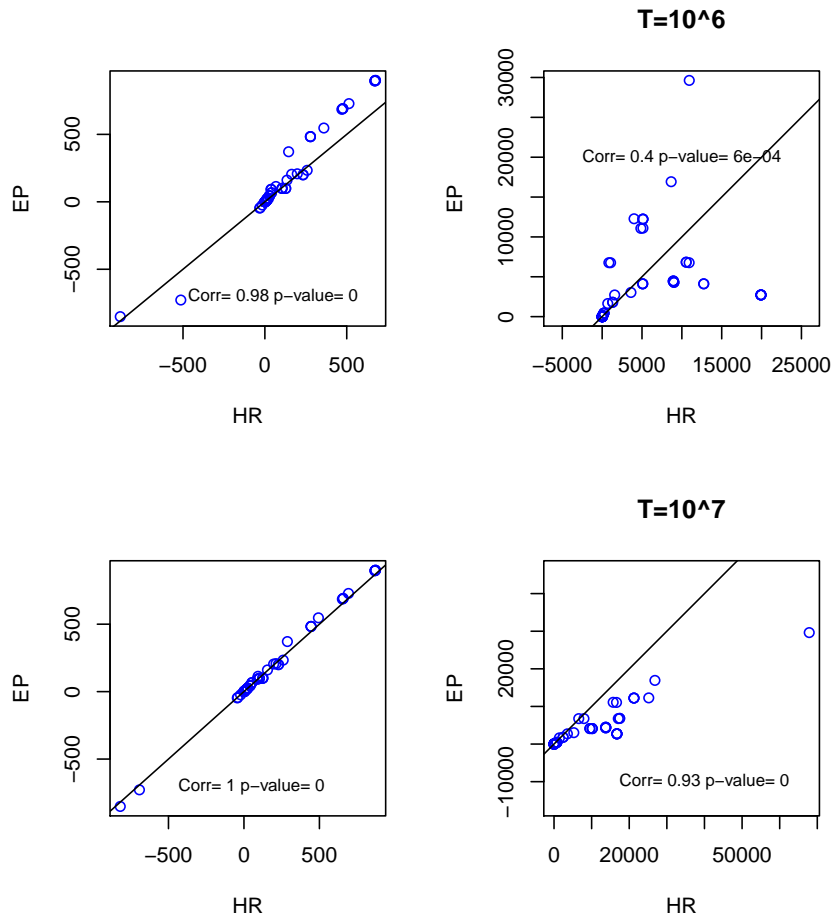 −500 0 500
−500 0 500
HR
EP
Corr= 0.98 p−value= 0
T=10^6
−5000 5000 15000 25000
0 10000 20000 30000
HR
EP
Corr= 0.4 p−value= 6e−04
−500 0 500
−500 0 500
HR
EP
Corr= 1 p−value= 0
T=10^7
0 20000 50000
−10000 20000
HR
EP
Corr= 0.93 p−value= 0